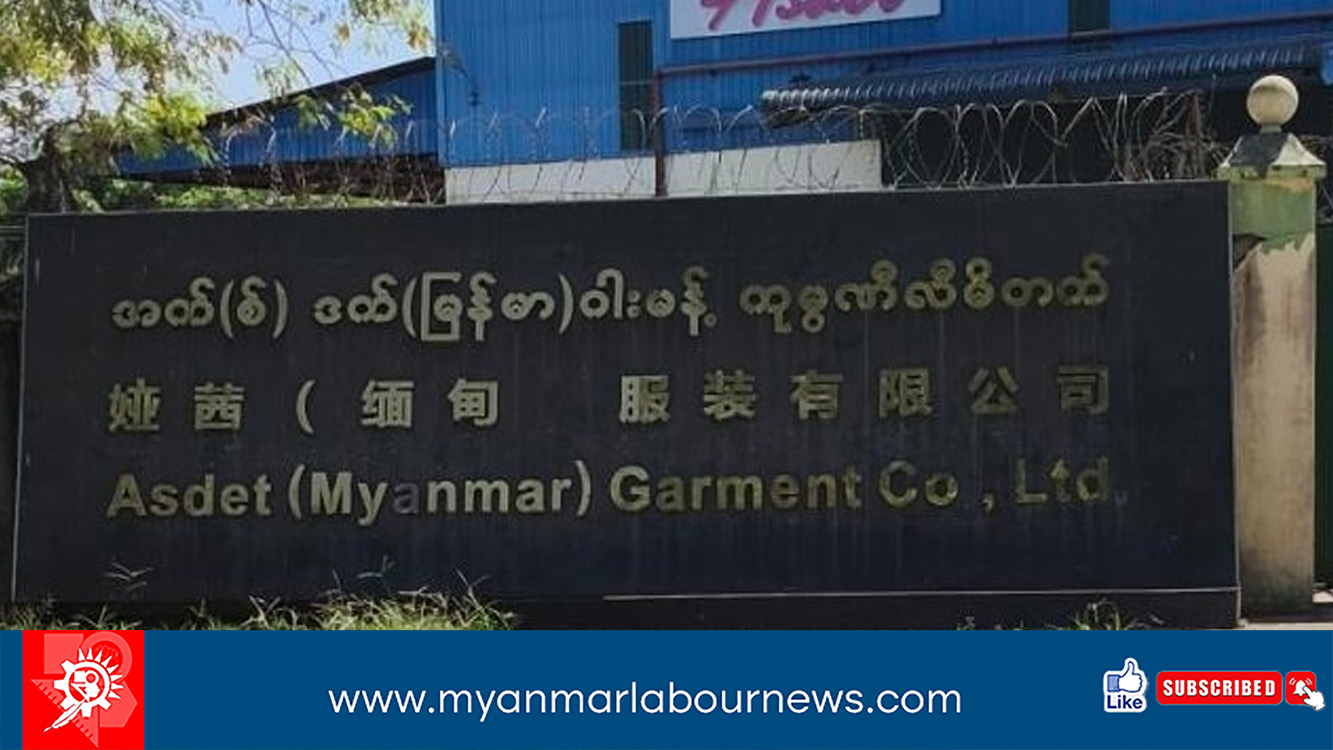 အက်(စ်) ဒက်(မြန်မာ)ဝါးမန့် ကုမ္ပဏီလီမိတက်
娅茜（缅甸 服装有限公司
Asdet (Myanmar) Garment Co , Ltd.
www.myanmarlabournews.com
Like
SUBSCRIBED